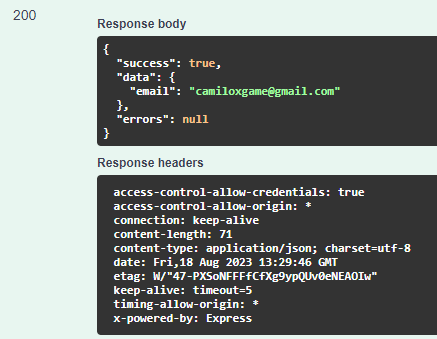 200
Response body
{
  "success": true,
  "data": {
    "email": "camiloxgame@gmail.com"
  },
  "errors": null
}
Response headers
access-control-allow-credentials: true
access-control-allow-origin: *
connection: keep-alive
content-length: 71
content-type: application/json; charset=utf-8
date: Fri,18 Aug 2023 13:29:46 GMT
etag: W/"47-PXSoNFFFfCfXg9ypQUv0eNEAOIw"
keep-alive: timeout=5
timing-allow-origin: *
x-powered-by: Express